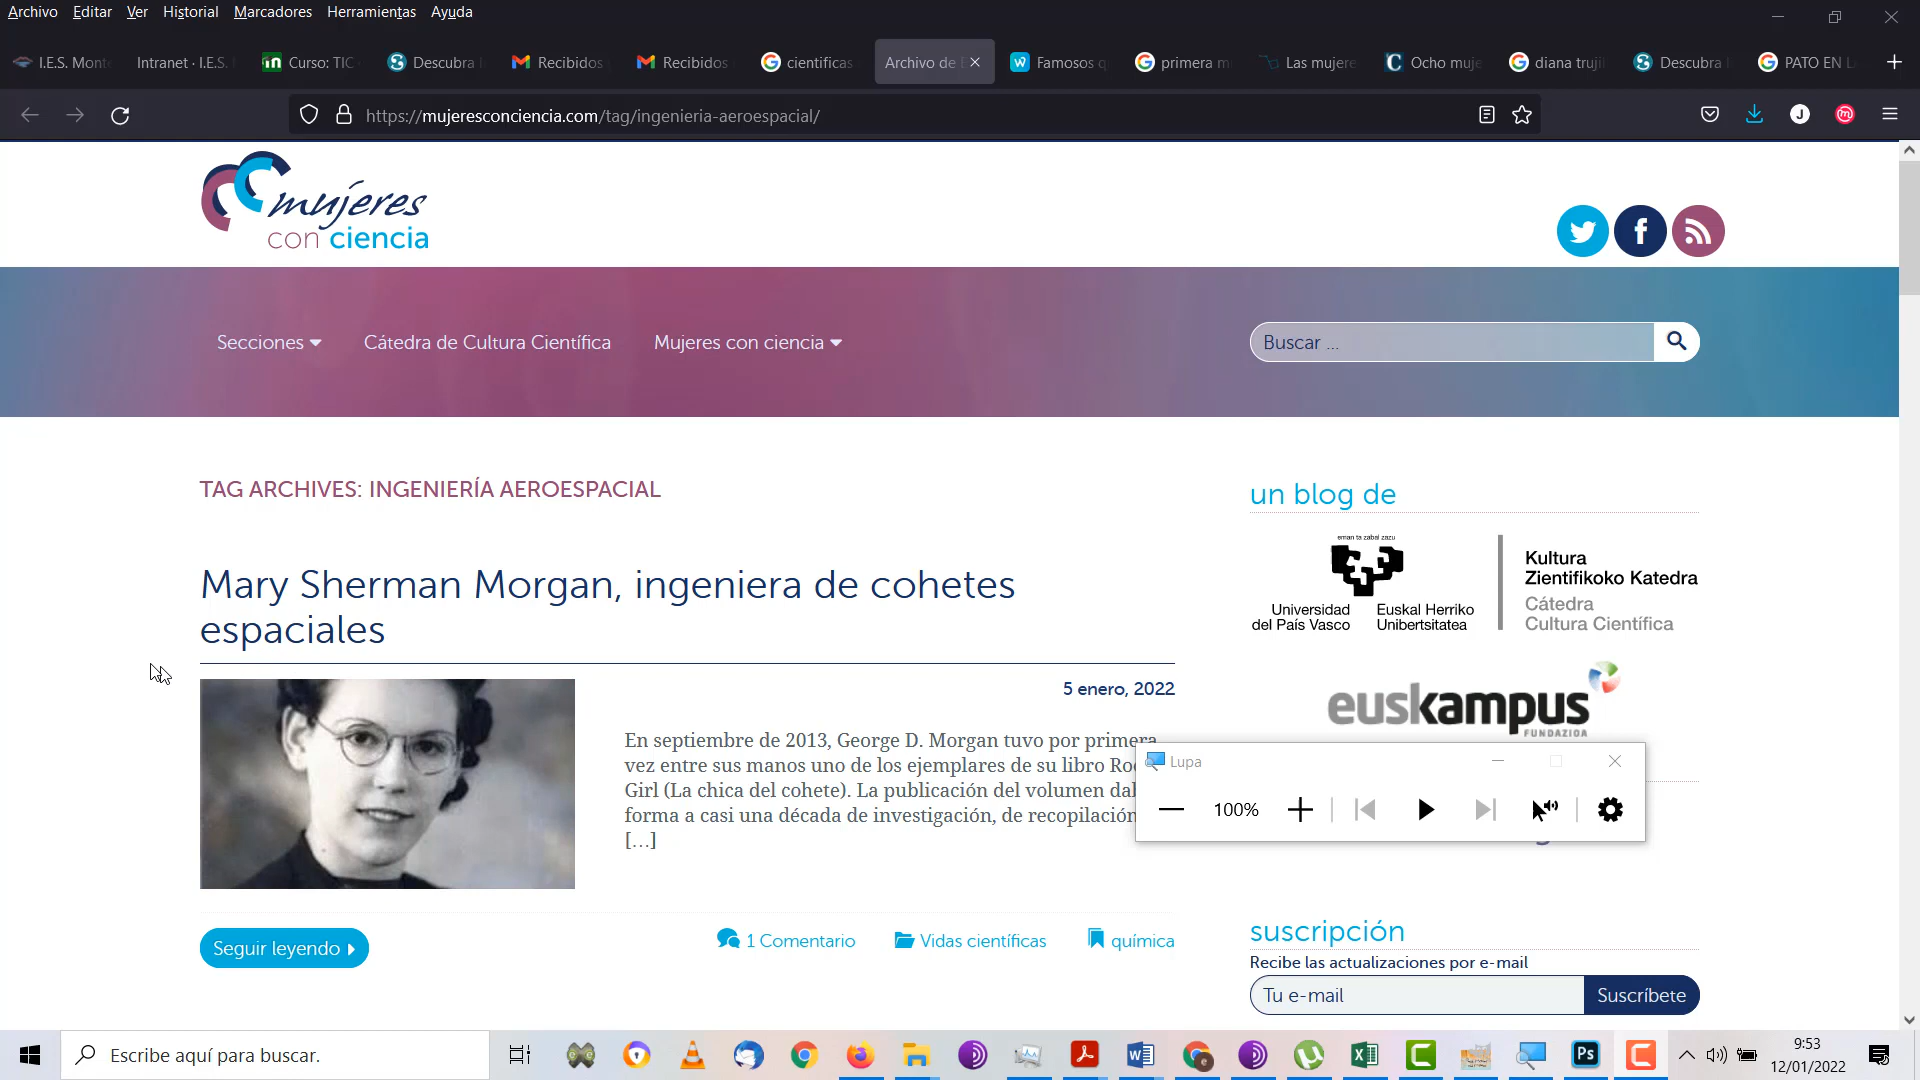 Archivo Editar Ver Historial Marcadores Herramientas Ayuda
I.E.S. Mont Intranet · I.E.S. Curso: TIC Descubra Recibidos Recibidos cientificas Archivo de Famosos q primera m Las mujere Ocho muje diana truji Descubra PATO EN L
https://mujeresconciencia.com/tag/ingenieria-aeroespacial/
mujeres
con ciencia
Secciones Cátedra de Cultura Científica Mujeres con ciencia Buscar ...
TAG ARCHIVES: INGENIERÍA AEROESPACIAL
un blog de
eman ta zabal zazu
Universidad del País Vasco
Euskal Herriko Unibertsitatea
Kultura
Zientifikoko Katedra
Cátedra
Cultura Científica
Mary Sherman Morgan, ingeniera de cohetes
espaciales
euskampus
FUNDAZIOA
5 enero, 2022
En septiembre de 2013, George D. Morgan tuvo por primera
vez entre sus manos uno de los ejemplares de su libro Ro
Girl (La chica del cohete). La publicación del volumen dab
forma a casi una década de investigación, de recopilación
[…]
Lupa
100%
Seguir leyendo
1 Comentario Vidas científicas química
suscripción
Recibe las actualizaciones por e-mail
Tu e-mail Suscríbete
Escribe aquí para buscar.
9:53
12/01/2022